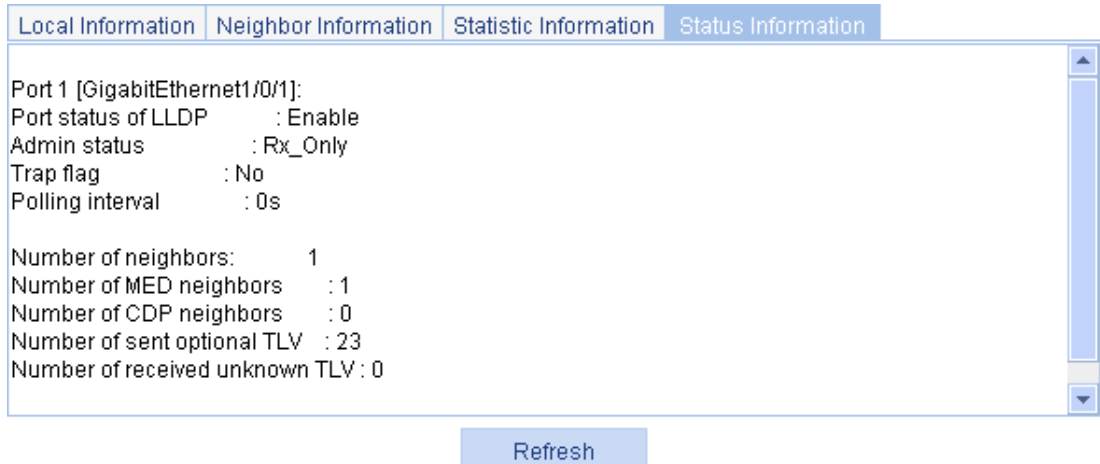 Local Information Neighbor Information Statistic Information Status Information
Port 1 [GigabitEthernet1/0/1]:
Port status of LLDP : Enable
Admin status : Rx_Only
Trap flag : No
Polling interval : 0s
Number of neighbors: 1
Number of MED neighbors : 1
Number of CDP neighbors : 0
Number of sent optional TLV : 23
Number of received unknown TLV : 0
Refresh